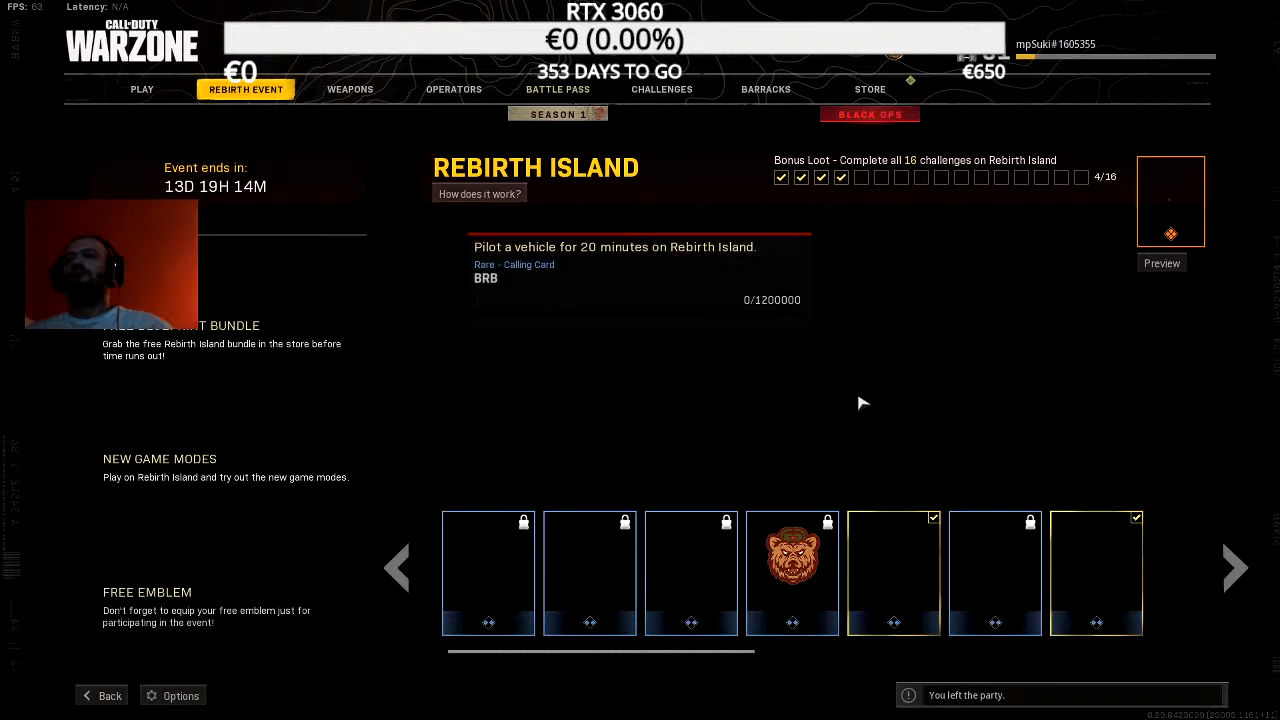 FPS: 63
Latency: N/A
RTX 3060
€0 (0.00%)
€0
353 DAYS TO GO
€650
CALL OF DUTY
WARZONE
mpSuki#1605355
PLAY
REBIRTH EVENT
WEAPONS
OPERATORS
BATTLE PASS
CHALLENGES
BARRACKS
STORE
SEASON 1
BLACK OPS
Event ends in:
13D 19H 14M
REBIRTH ISLAND
How does it work?
Bonus Loot - Complete all 16 challenges on Rebirth Island
4/16
Preview
Pilot a vehicle for 20 minutes on Rebirth Island.
Rare - Calling Card
BRB
0/1200000
BUNDLE
Grab the free Rebirth Island bundle in the store before
time runs out!
NEW GAME MODES
Play on Rebirth Island and try out the new game modes.
FREE EMBLEM
Don't forget to equip your free emblem just for
participating in the event!
Back
Options
You left the party.